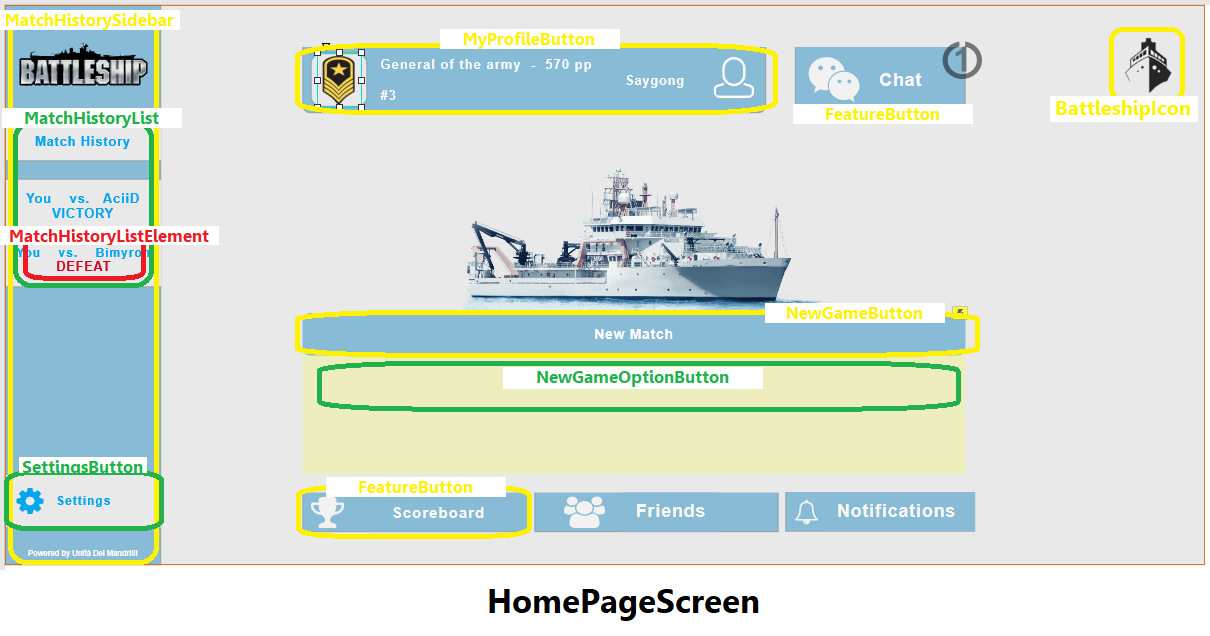 MatchHistorySidebar
BATTLESHIP
MatchHistoryList
Match History
You vs. AciiD
VICTORY
MatchHistoryListElement
You vs. Bimyron
DEFEAT
SettingsButton
Settings
Powered by Unità Dei Mandrilli
MyProfileButton
General of the army - 570 pp
#3
Saygong
Chat
1
FeatureButton
BattleshipIcon
NewGameButton
New Match
NewGameOptionButton
FeatureButton
Scoreboard
Friends
Notifications
HomePageScreen